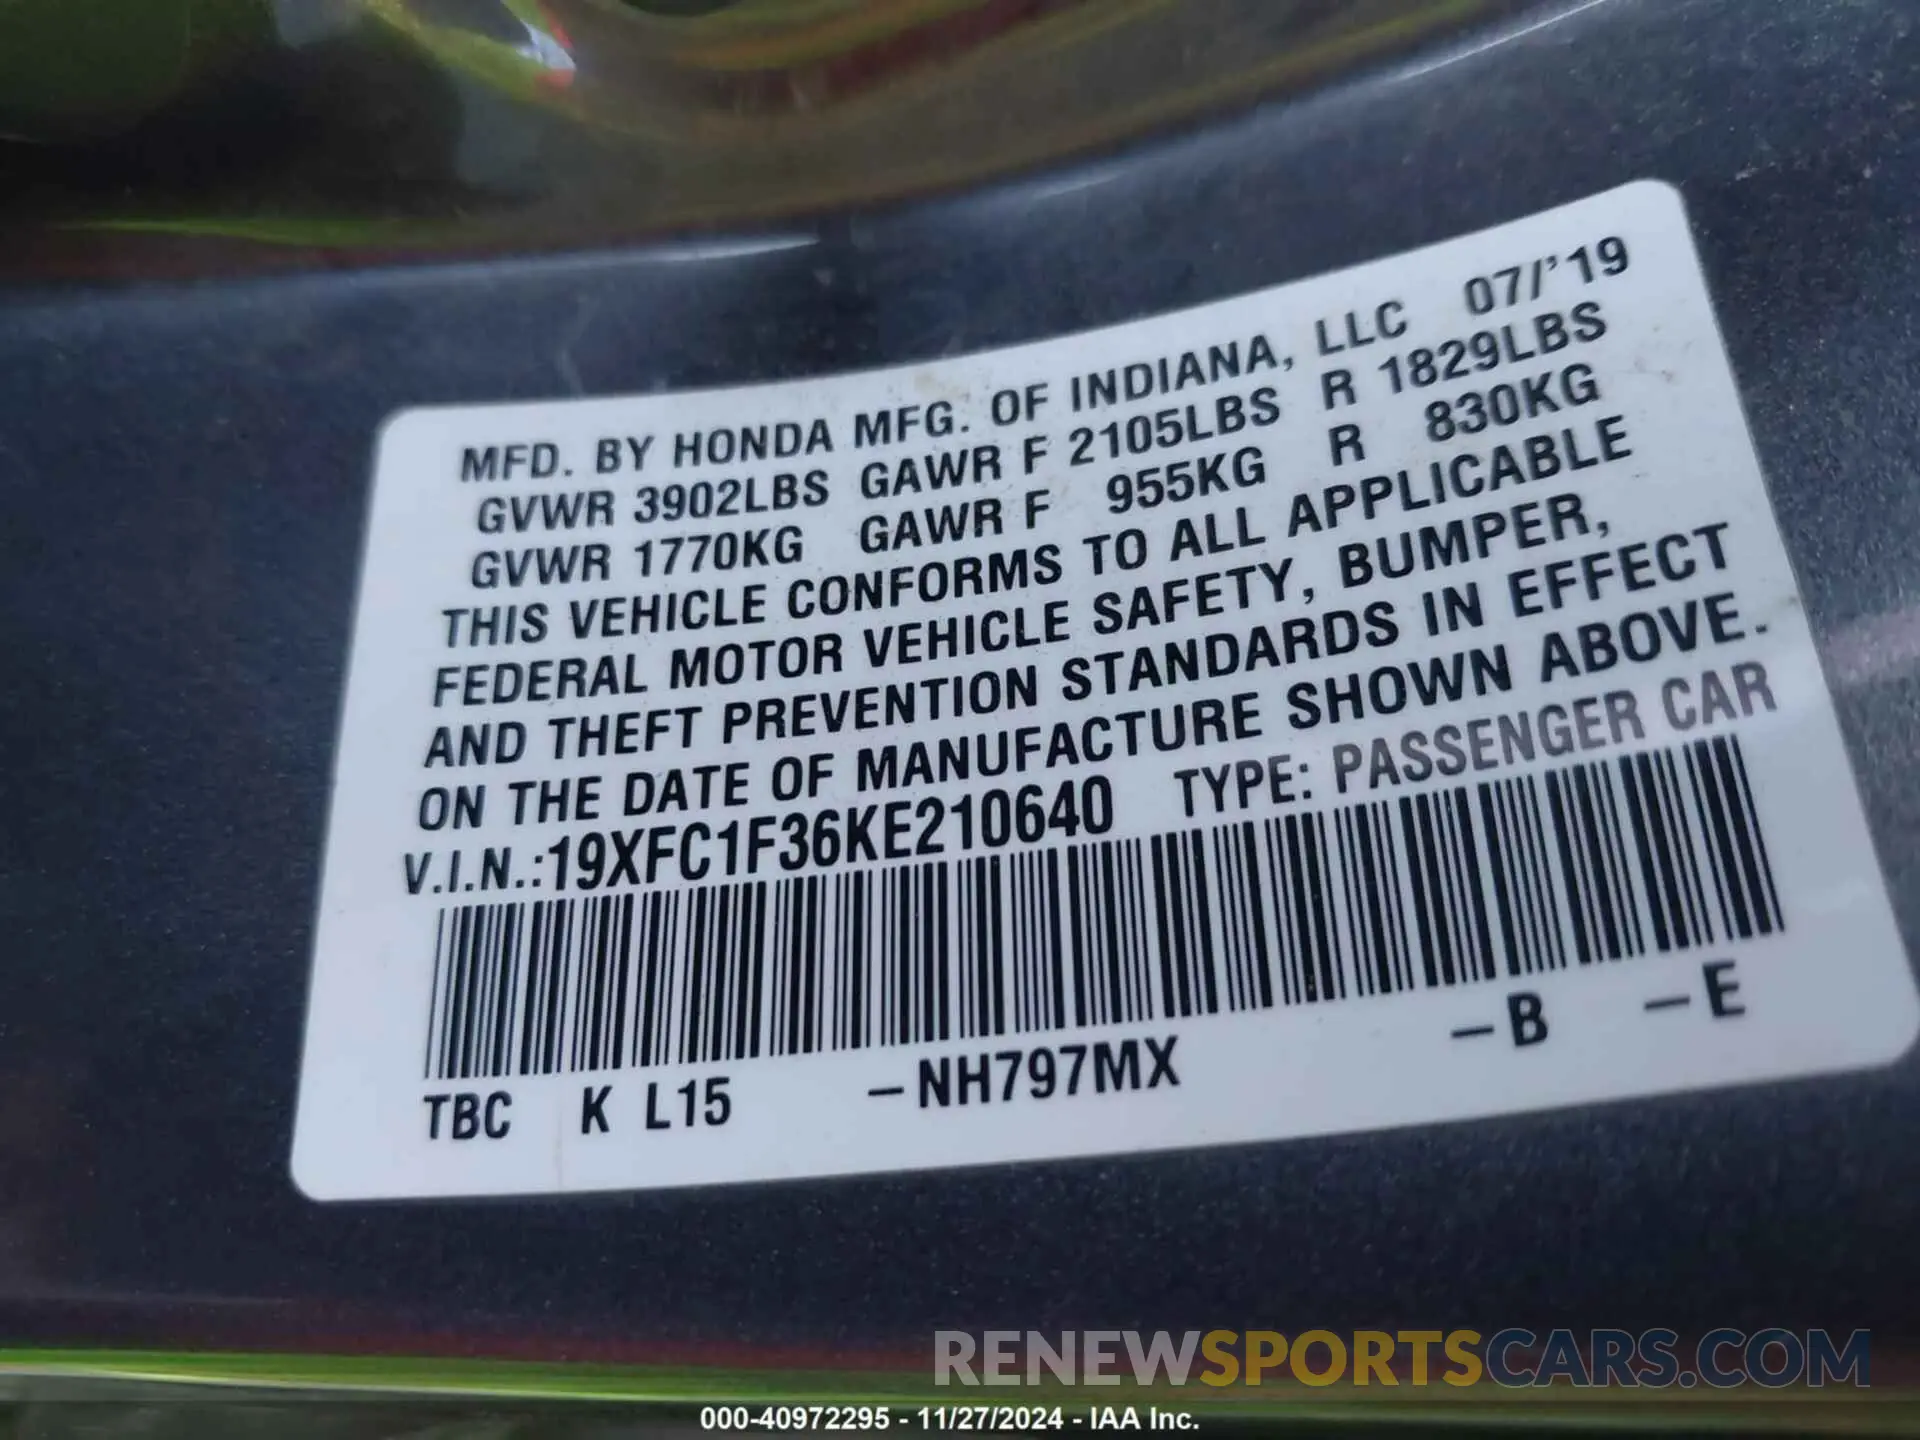 MFD. BY HONDA MFG. OF INDIANA, LLC 07/'19
GVWR 3902LBS GAWR F 2105LBS R 1829LBS
GVWR 1770KG GAWR F 955KG R 830KG
THIS VEHICLE CONFORMS TO ALL APPLICABLE
FEDERAL MOTOR VEHICLE SAFETY, BUMPER,
AND THEFT PREVENTION STANDARDS IN EFFECT
ON THE DATE OF MANUFACTURE SHOWN ABOVE.
V.I.N.:19XFC1F36KE210640 TYPE: PASSENGER CAR
TBC K L15 -NH797MX -B -E
RENEWSPORTSCARS.COM
000-40972295 - 11/27/2024 - IAA Inc.